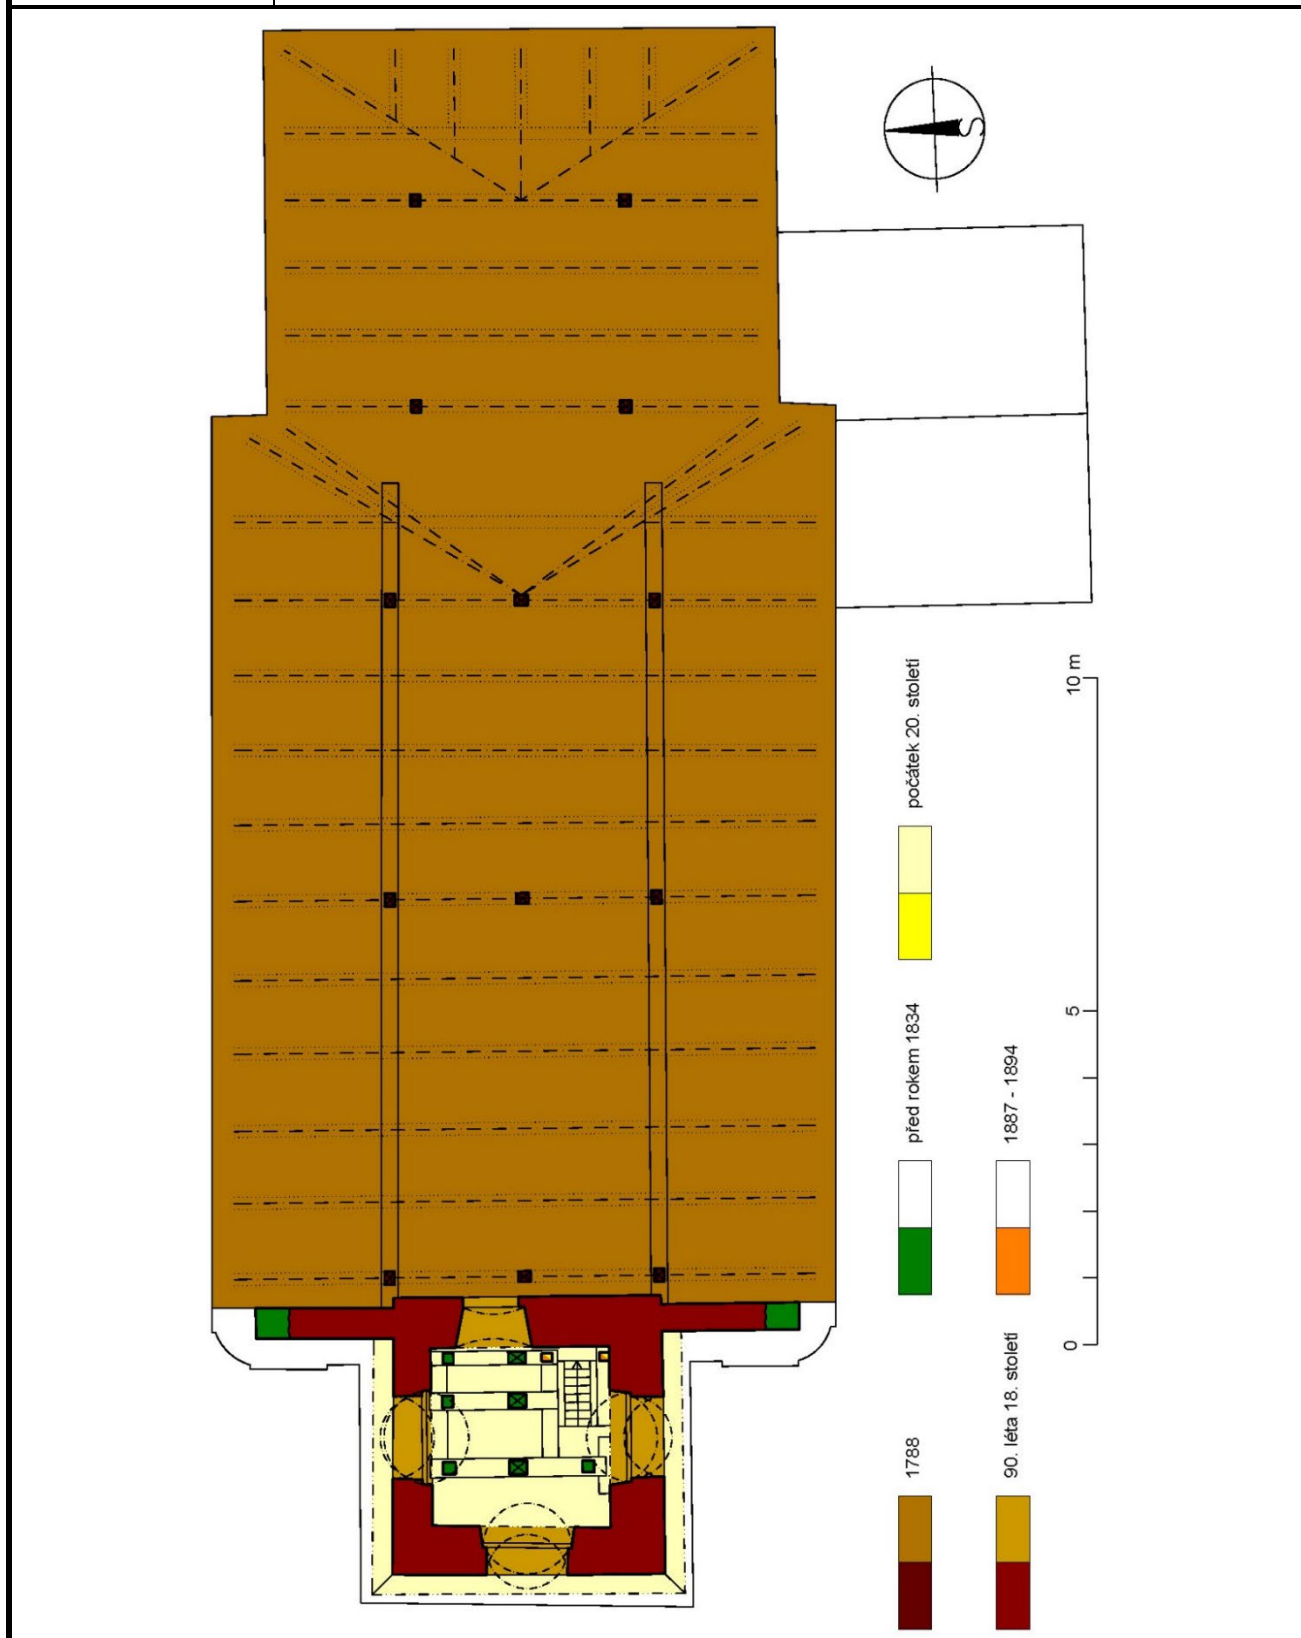 S
1788
90. léta 18. století
před rokem 1834
1887 - 1894
počátek 20. století
0
5
10 m